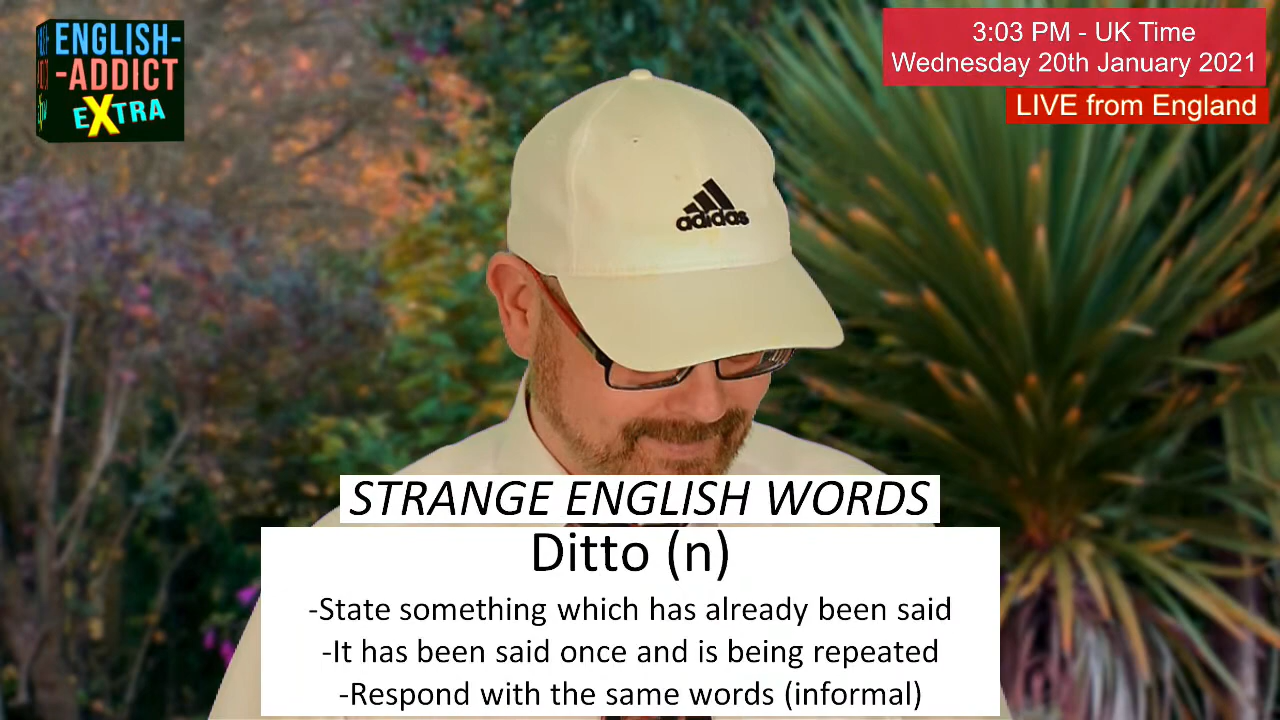 ENGLISH-
-ADDICT
EXTRA
3:03 PM - UK Time
Wednesday 20th January 2021
LIVE from England
adidas
STRANGE ENGLISH WORDS
Ditto (n)
-State something which has already been said
-It has been said once and is being repeated
-Respond with the same words (informal)